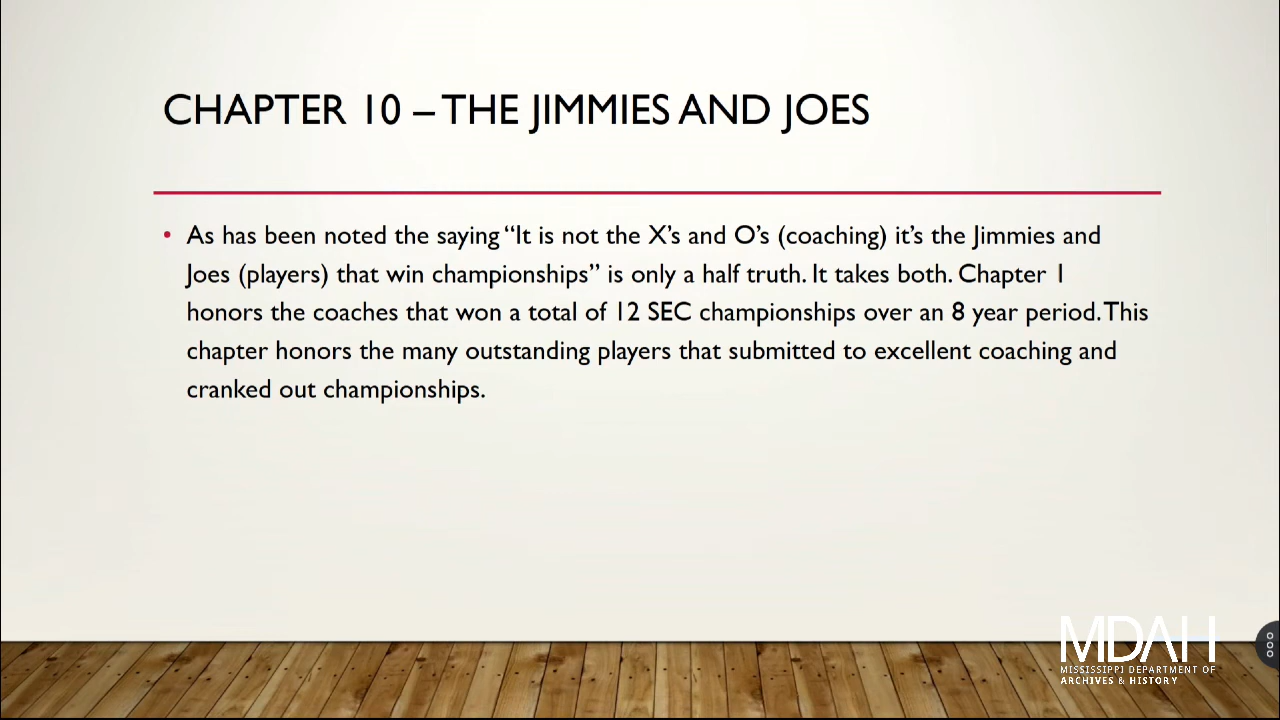 CHAPTER 10 – THE JIMMIES AND JOES
• As has been noted the saying “It is not the X’s and O’s (coaching) it’s the Jimmies and
Joes (players) that win championships” is only a half truth. It takes both. Chapter 1
honors the coaches that won a total of 12 SEC championships over an 8 year period. This
chapter honors the many outstanding players that submitted to excellent coaching and
cranked out championships.
MDAH
MISSISSIPPI DEPARTMENT OF
ARCHIVES & HISTORY